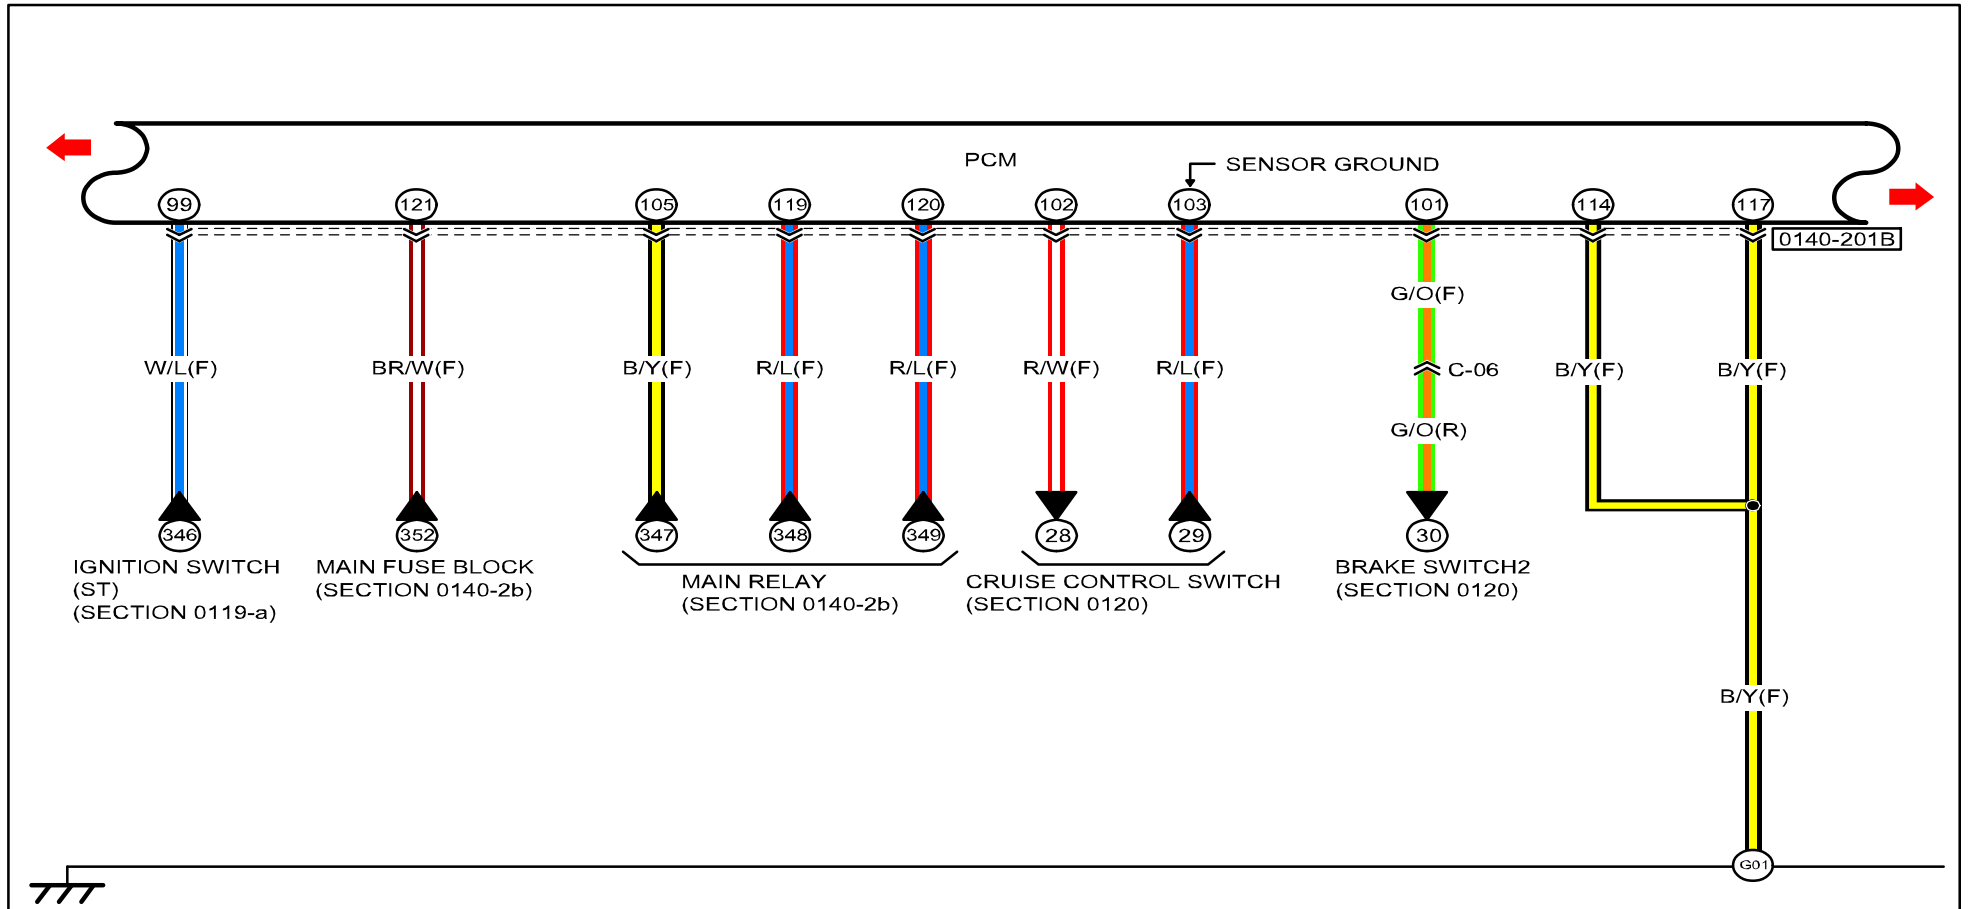 PCM
SENSOR GROUND
99 121 105 119 120 102 103 101 114 117
0140-201B
G/O(F)
W/L(F) BR/W(F) B/Y(F) R/L(F) R/L(F) R/W(F) R/L(F) C-06 B/Y(F) B/Y(F)
G/O(R)
346 352 347 348 349 28 29 30
IGNITION SWITCH
(ST)
(SECTION 0119-a)
MAIN FUSE BLOCK
(SECTION 0140-2b)
MAIN RELAY
(SECTION 0140-2b)
CRUISE CONTROL SWITCH
(SECTION 0120)
BRAKE SWITCH2
(SECTION 0120)
B/Y(F)
G01